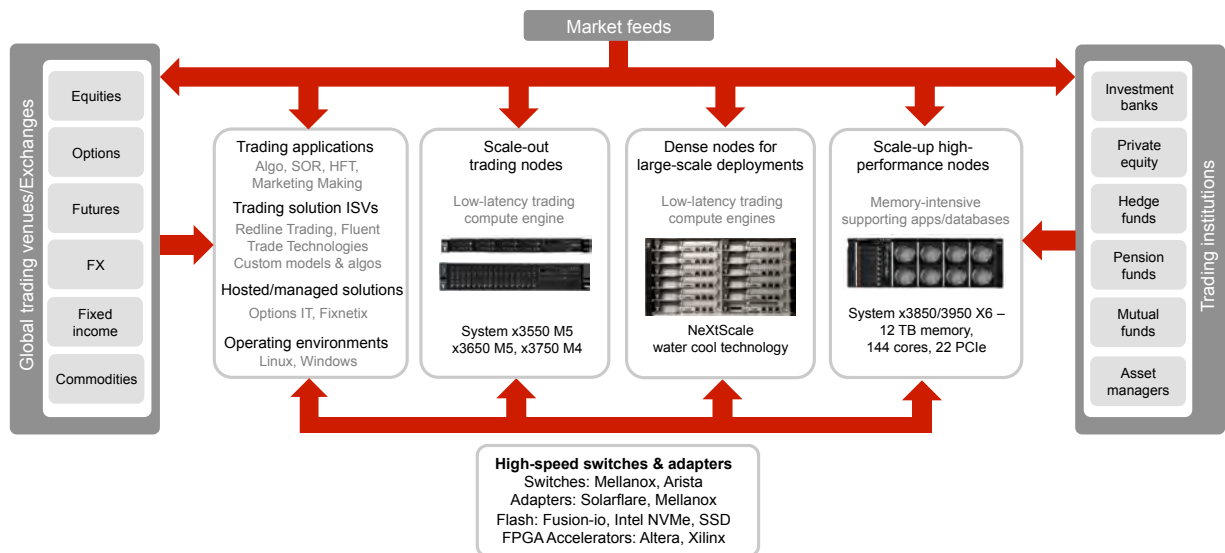 Market feeds
Global trading venues/Exchanges
Equities
Options
Futures
FX
Fixed
income
Commodities
Trading applications
Algo, SOR, HFT,
Marketing Making
Trading solution ISVs
Redline Trading, Fluent
Trade Technologies
Custom models & algos
Hosted/managed solutions
Options IT, Fixnetix
Operating environments
Linux, Windows
Scale-out
trading nodes
Low-latency trading
compute engine
System x3550 M5
x3650 M5, x3750 M4
Dense nodes for
large-scale deployments
Low-latency trading
compute engines
NeXtScale
water cool technology
Scale-up high-
performance nodes
Memory-intensive
supporting apps/databases
System x3850/3950 X6 –
12 TB memory,
144 cores, 22 PCIe
Investment
banks
Private
equity
Hedge
funds
Pension
funds
Mutual
funds
Asset
managers
Trading institutions
High-speed switches & adapters
Switches: Mellanox, Arista
Adapters: Solarflare, Mellanox
Flash: Fusion-io, Intel NVMe, SSD
FPGA Accelerators: Altera, Xilinx